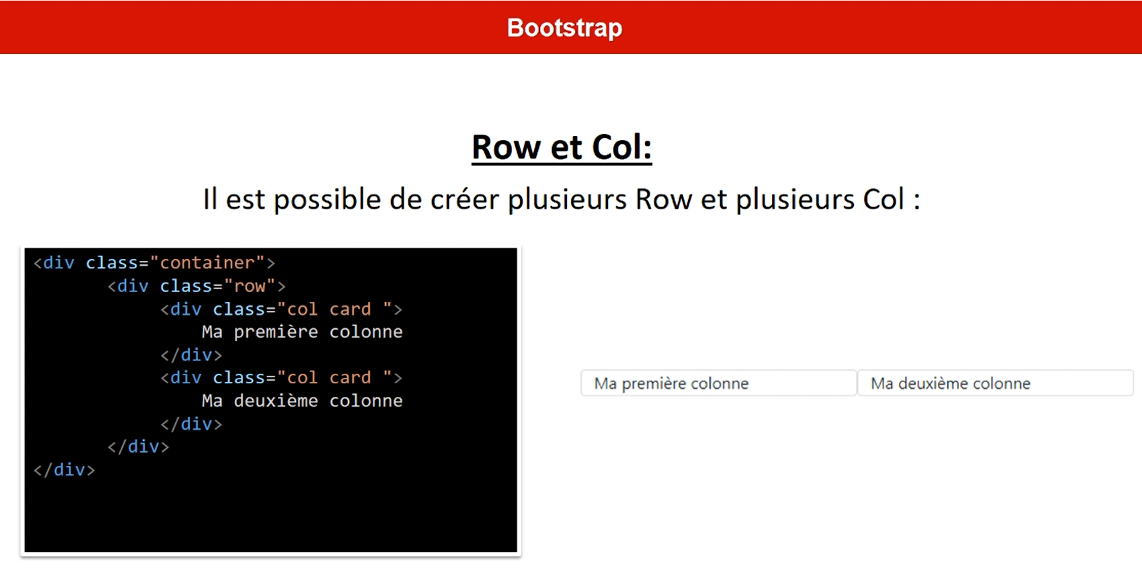 Bootstrap
Row et Col:
Il est possible de créer plusieurs Row et plusieurs Col :
<div class="container">
<div class="row">
<div class="col card ">
Ma première colonne
</div>
<div class="col card ">
Ma deuxième colonne
</div>
</div>
</div>
Ma première colonne
Ma deuxième colonne